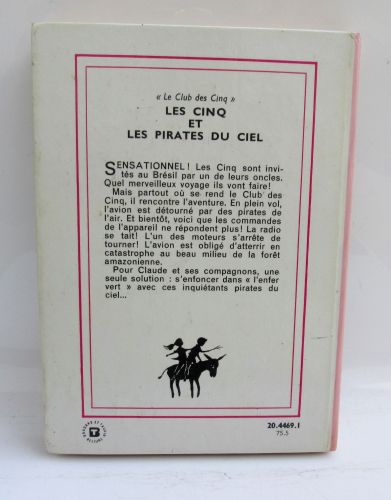 « Le Club des Cinq »
LES CINQ
ET
LES PIRATES DU CIEL
SENSATIONNEL ! Les Cinq sont invi-
tés au Brésil par un de leurs oncles.
Quel merveilleux voyage ils vont faire!
Mais partout où se rend le Club des
Cinq, il rencontre l'aventure. En plein vol,
l'avion est détourné par des pirates de
l'air. Et bientôt, voici que les commandes
de l'appareil ne répondent plus! La radio
se tait! L'un des moteurs s'arrête de
tourner! L'avion est obligé d'atterrir en
catastrophe au beau milieu de la forêt
amazonienne.
Pour Claude et ses compagnons, une
seule solution : s'enfoncer dans « l'enfer
vert » avec ces inquiétants pirates du
ciel...
20.4469.1
75.5
T